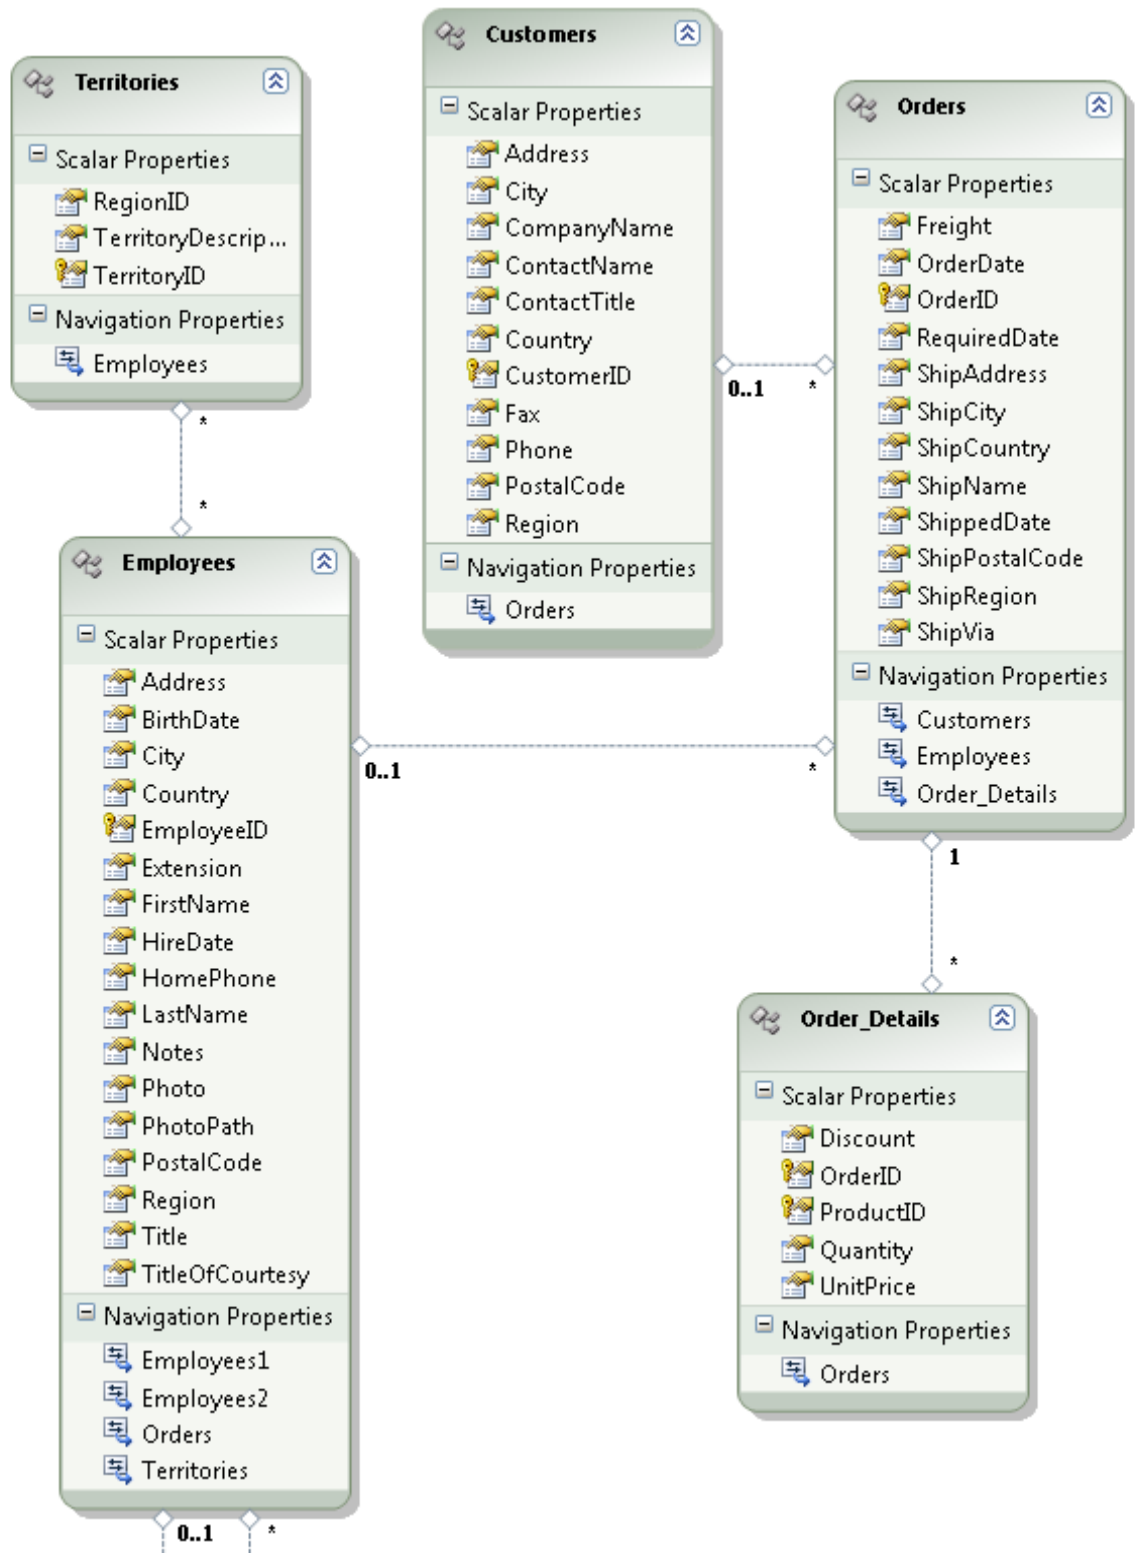 Territories
Scalar Properties
RegionID
TerritoryDescrip...
TerritoryID
Navigation Properties
Employees
*
*
Customers
Scalar Properties
Address
City
CompanyName
ContactName
ContactTitle
Country
CustomerID
Fax
Phone
PostalCode
Region
Navigation Properties
Orders
0..1
*
Orders
Scalar Properties
Freight
OrderDate
OrderID
RequiredDate
ShipAddress
ShipCity
ShipCountry
ShipName
ShippedDate
ShipPostalCode
ShipRegion
ShipVia
Navigation Properties
Customers
Employees
Order_Details
Employees
Scalar Properties
Address
BirthDate
City
Country
EmployeeID
Extension
FirstName
HireDate
HomePhone
LastName
Notes
Photo
PhotoPath
PostalCode
Region
Title
TitleOfCourtesy
Navigation Properties
Employees1
Employees2
Orders
Territories
0..1
*
0..1
*
1
*
Order_Details
Scalar Properties
Discount
OrderID
ProductID
Quantity
UnitPrice
Navigation Properties
Orders